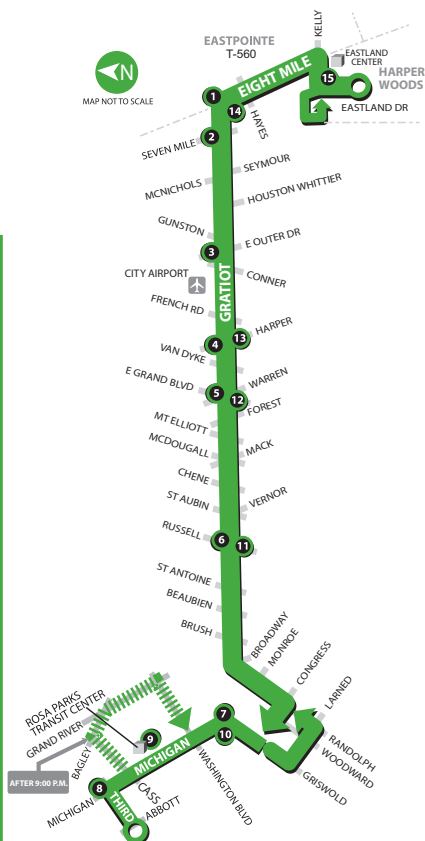 KELLY
EASTPOINTE
T-560
EASTLAND
CENTER
N
MAP NOT TO SCALE
EIGHT MILE
15
HARPER
WOODS
1
14
EASTLAND DR
HAYES
2
SEVEN MILE
SEYMOUR
MCNICHOLS
HOUSTON WHITTIER
GUNSTON
E OUTER DR
3
CITY AIRPORT
CONNER
GRATIOT
FRENCH RD
HARPER
13
4
VAN DYKE
E GRAND BLVD
WARREN
5
12
FOREST
MT ELLIOTT
MCDOUGALL
MACK
CHENE
ST AUBIN
VERNOR
RUSSELL
6
11
ST ANTOINE
BEAUBIEN
BRUSH
BROADWAY
MONROE
CONGRESS
LARNED
ROSA PARKS
TRANSIT CENTER
GRAND RIVER
7
9
10
RANDOLPH
WOODWARD
MICHIGAN
BAGLEY
WASHINGTON BLVD
GRISWOLD
AFTER 9:00 P.M.
8
MICHIGAN
CASS
ABBOTT
THIRD